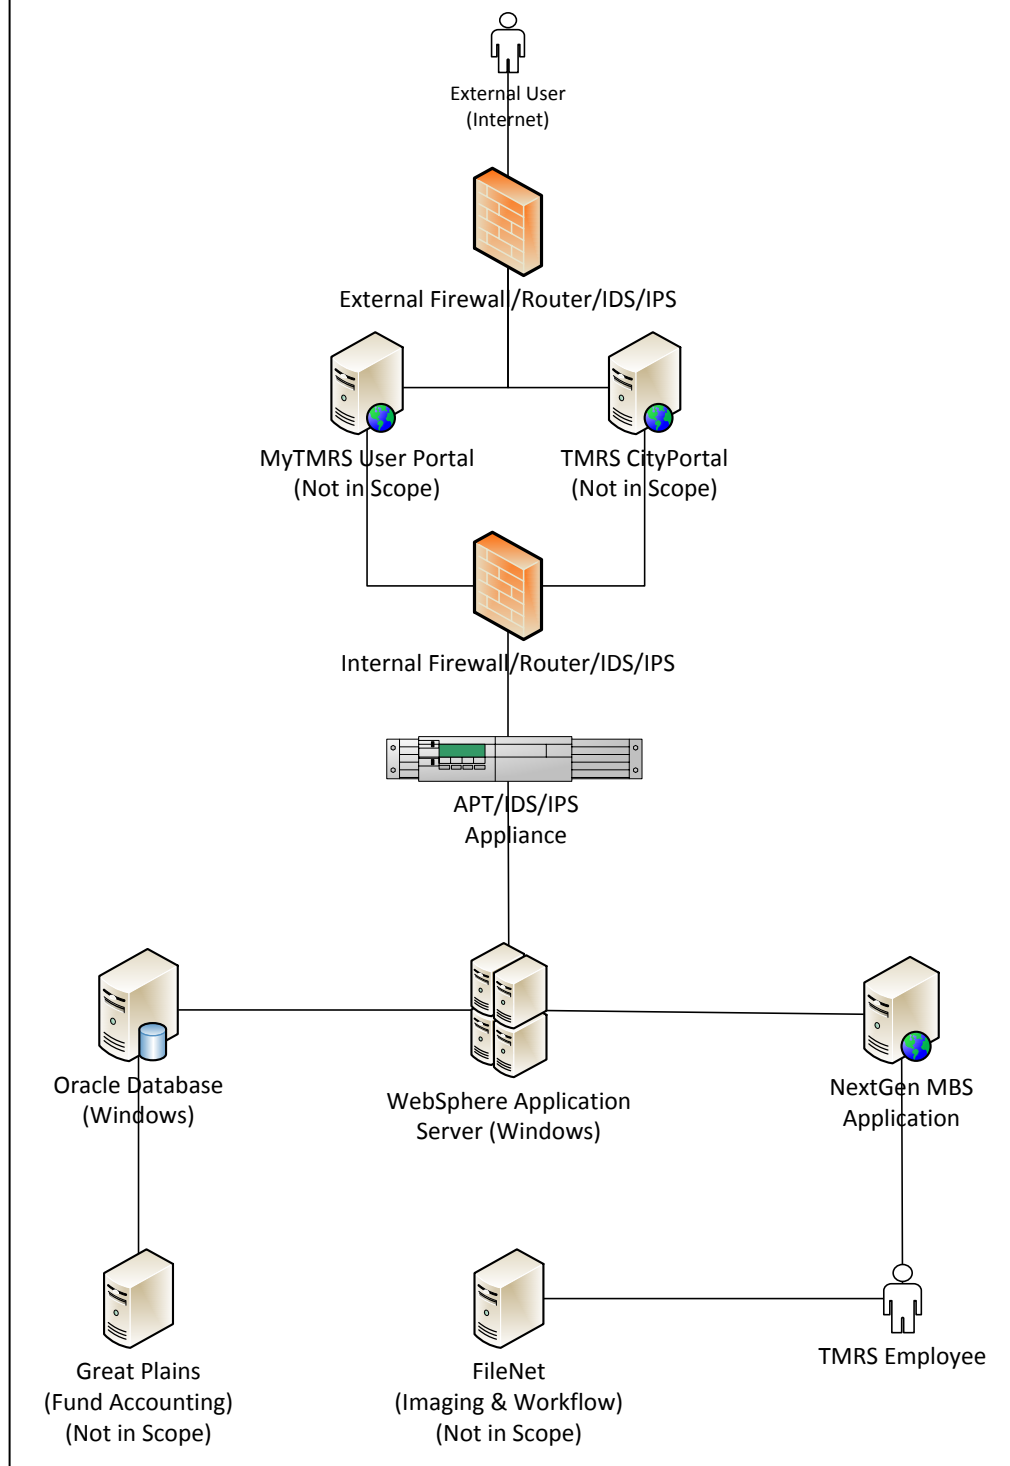 External User
(Internet)
External Firewall/Router/IDS/IPS
MyTMRS User Portal
(Not in Scope)
TMRS CityPortal
(Not in Scope)
Internal Firewall/Router/IDS/IPS
APT/IDS/IPS
Appliance
Oracle Database
(Windows)
WebSphere Application
Server (Windows)
NextGen MBS
Application
Great Plains
(Fund Accounting)
(Not in Scope)
FileNet
(Imaging & Workflow)
(Not in Scope)
TMRS Employee